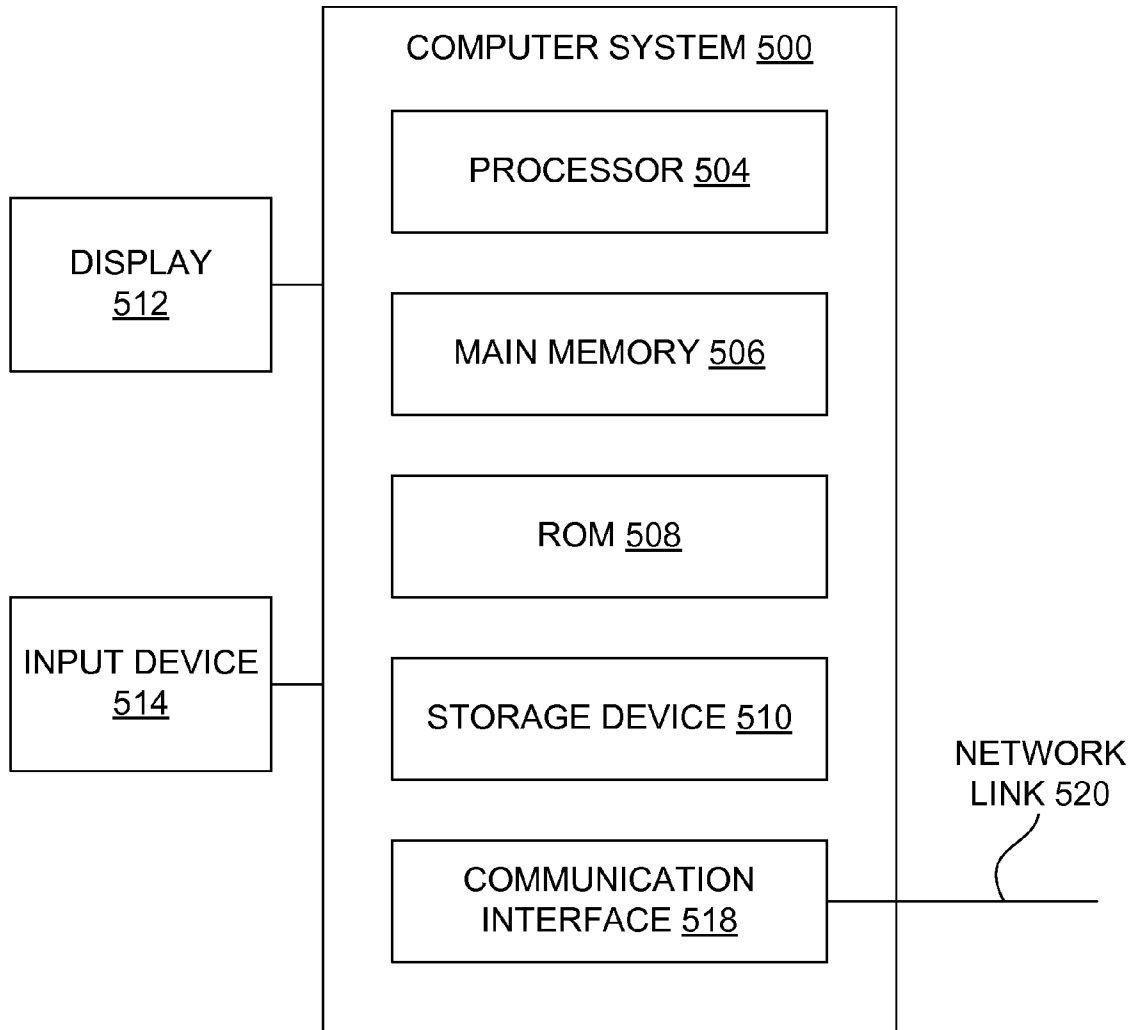 COMPUTER SYSTEM 500
PROCESSOR 504
DISPLAY
512
MAIN MEMORY 506
ROM 508
INPUT DEVICE
514
STORAGE DEVICE 510
NETWORK
LINK 520
COMMUNICATION
INTERFACE 518